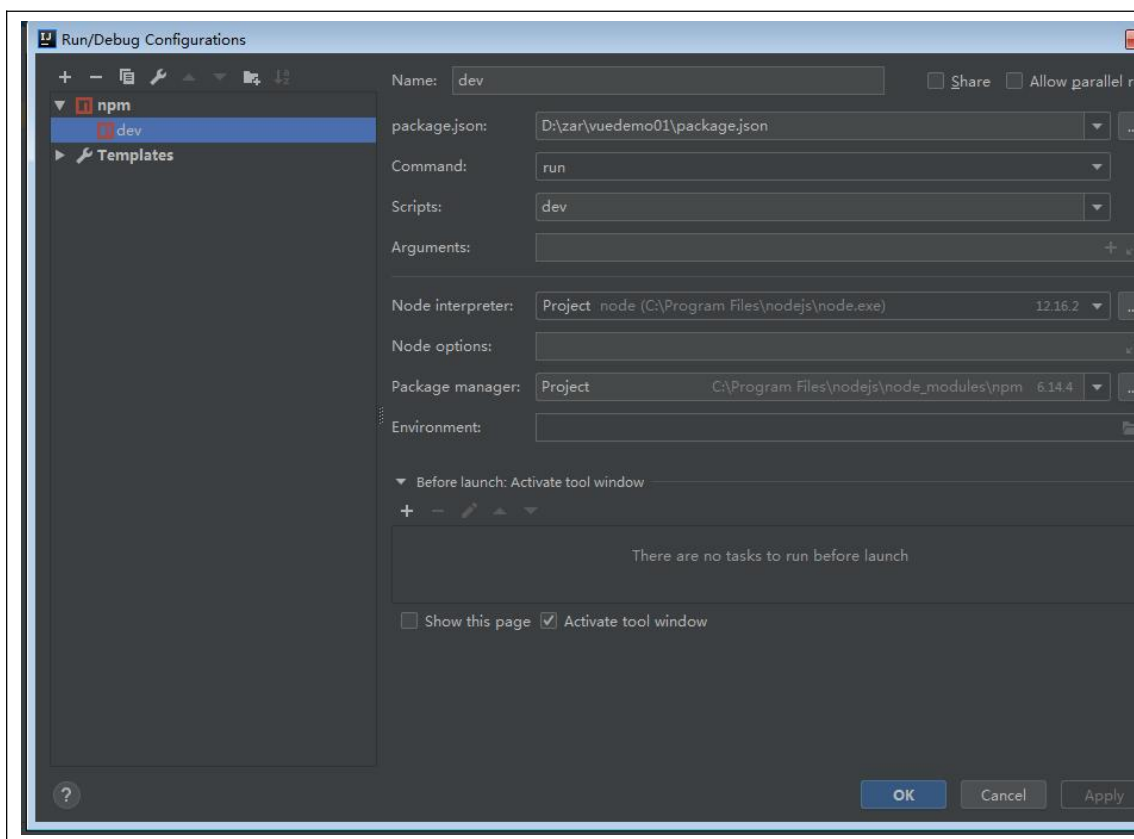 Run/Debug Configurations
Name: dev Share Allow parallel r
npm
dev
Templates
package.json: D:\zar\vuedemo01\package.json
Command: run
Scripts: dev
Arguments:
Node interpreter: Project node (C:\Program Files\nodejs\node.exe) 12.16.2
Node options:
Package manager: Project C:\Program Files\nodejs\node_modules\npm 6.14.4
Environment:
Before launch: Activate tool window
There are no tasks to run before launch
Show this page Activate tool window
? OK Cancel Apply